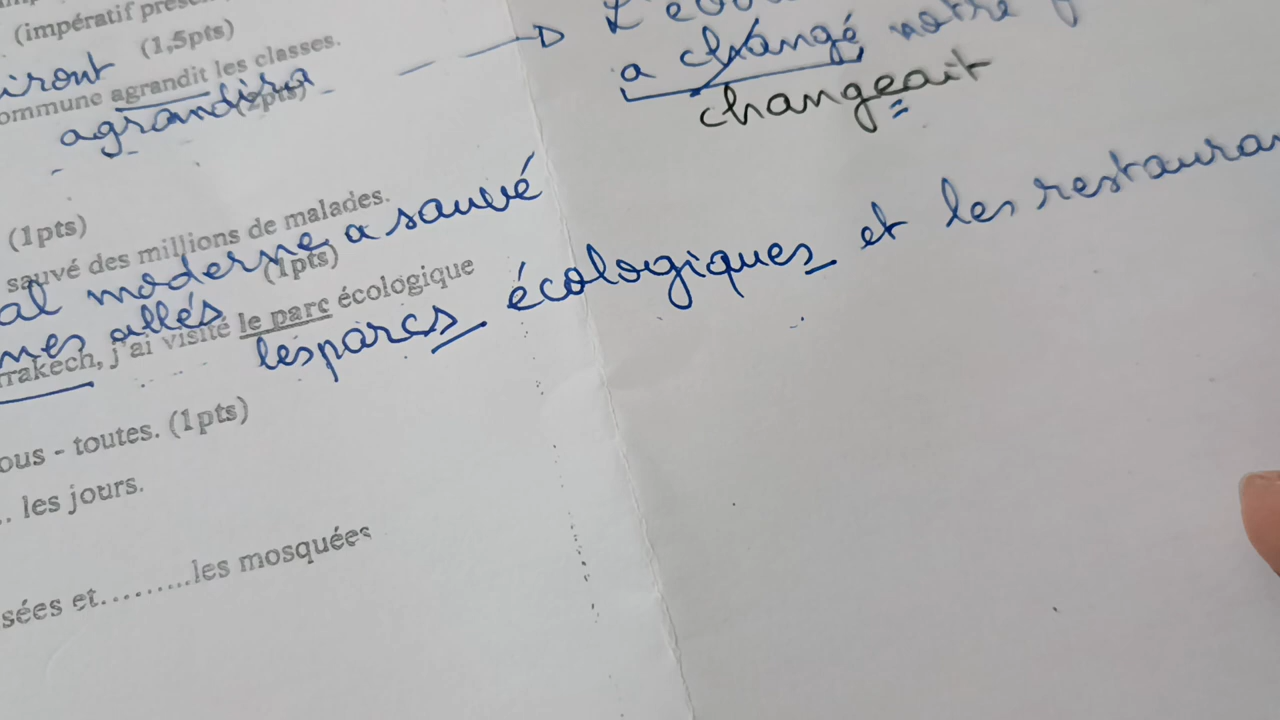 (impératif prés
(1,5pts)
iront
ommune agrandit les classes.
agrandira
(2pts)
a changé notre
changeait
(1pts)
sauvé des millions de malades.
al moderne a sauvé
(1pts)
mes allés
rrakech, j'ai visité le parc écologique
les parcs écologiques et les restaura
ous - toutes. (1pts)
.. les jours.
sées et.........les mosquées